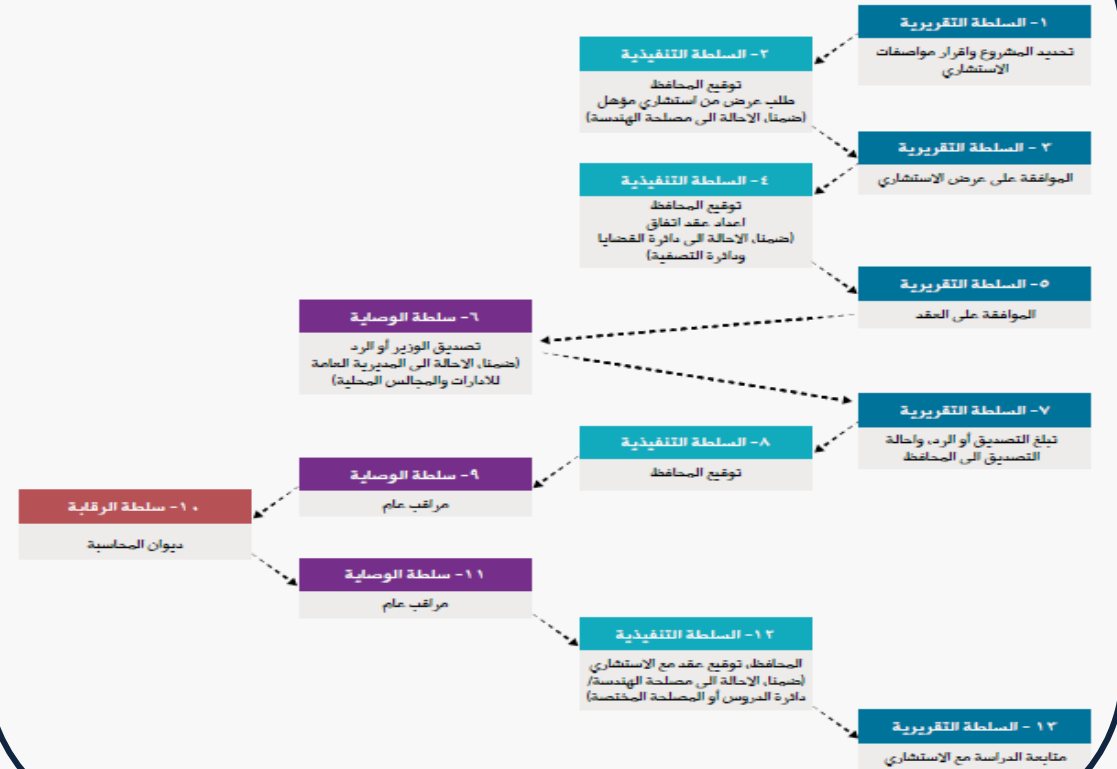 ١- السلطة التقريرية
تحديد المشروع واقرار مواصفات
الاستشاري
٢- السلطة التنفيذية
توقيع المحافظ
طلب عرض من استشاري مؤهل
(ضمنا، الاحالة الى مصلحة الهندسة)
٣ - السلطة التقريرية
الموافقة على عرض الاستشاري
٤- السلطة التنفيذية
توقيع المحافظ
اعداد عقد اتفاق
(ضمنا، الاحالة الى دائرة القضايا
ودائرة التصفية)
٥- السلطة التقريرية
الموافقة على العقد
٦- سلطة الوصاية
تصديق الوزير أو الرد
(ضمنا، الاحالة الى المديرية العامة
للادارات والمجالس المحلية)
٧- السلطة التقريرية
تبلغ التصديق أو الرد، واحالة
التصديق الى المحافظ
٨- السلطة التنفيذية
توقيع المحافظ
٩- سلطة الوصاية
مراقب عام
١٠- سلطة الرقابة
ديوان المحاسبة
١١- سلطة الوصاية
مراقب عام
١٢- السلطة التنفيذية
المحافظ، توقيع عقد مع الاستشاري
(ضمنا، الاحالة الى مصلحة الهندسة/
دائرة الدروس أو المصلحة المختصة)
١٣ - السلطة التقريرية
متابعة الدراسة مع الاستشاري